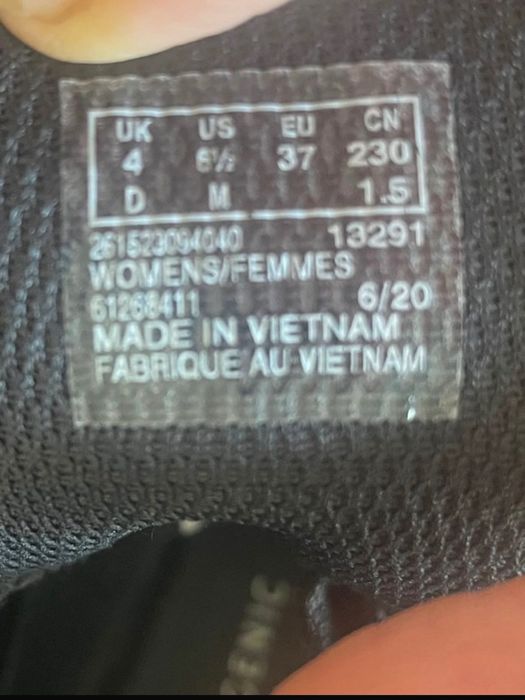 UK US EU CN
4 6½ 37 230
D M 1.5
261523094040 13291
WOMENS/FEMMES
61268411 6/20
MADE IN VIETNAM
FABRIQUE AU VIETNAM